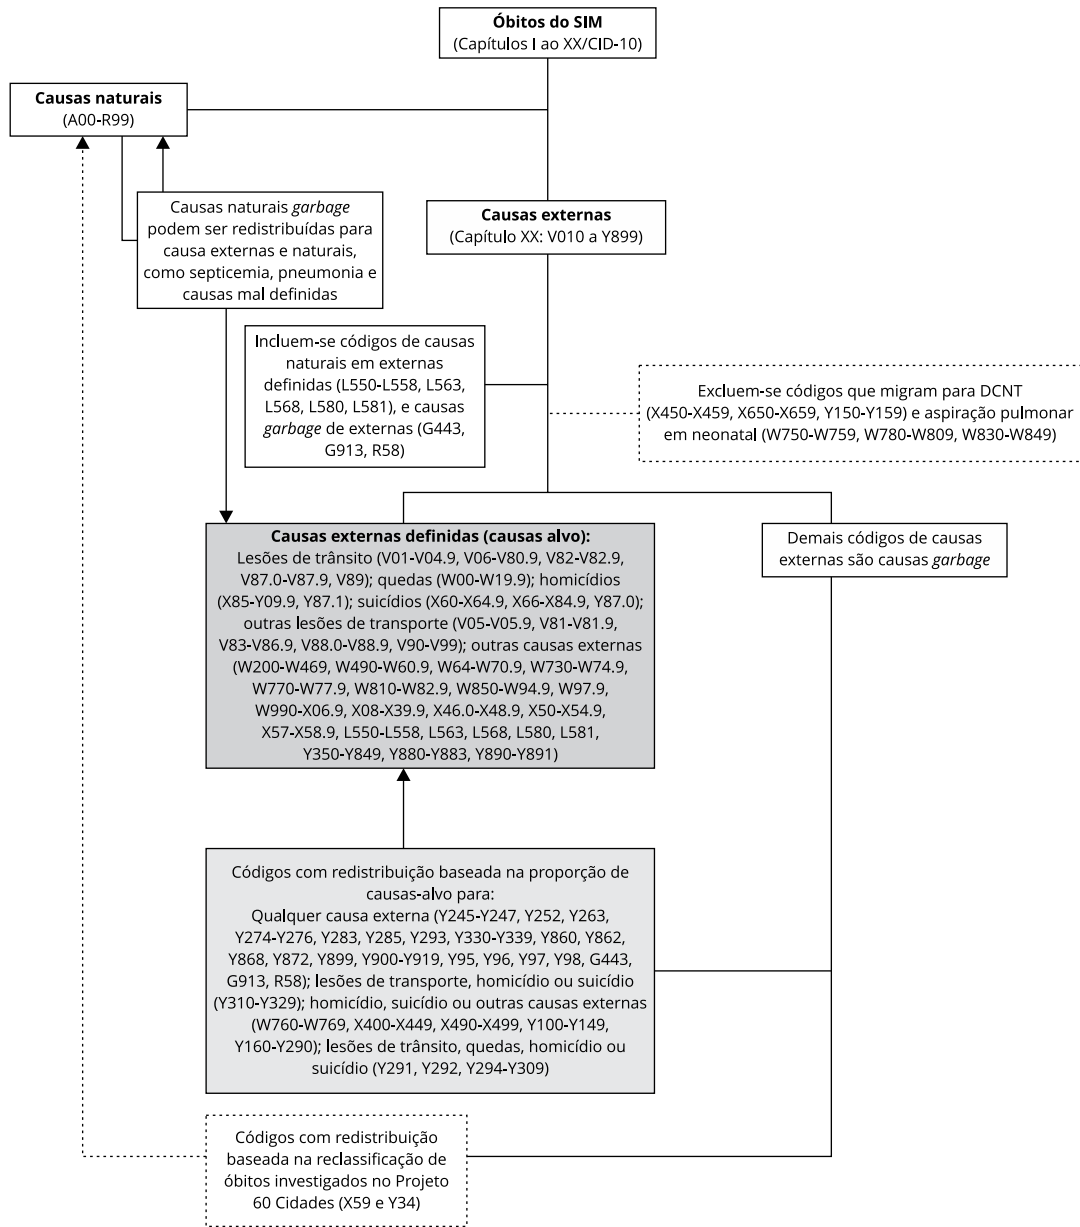 Óbitos do SIM
(Capítulos I ao XX/CID-10)
Causas naturais
(A00-R99)
Causas naturais garbage
podem ser redistribuídas para
causa externas e naturais,
como septicemia, pneumonia e
causas mal definidas
Causas externas
(Capítulo XX: V010 a Y899)
Incluem-se códigos de causas
naturais em externas
definidas (L550-L558, L563,
L568, L580, L581), e causas
garbage de externas (G443,
G913, R58)
Excluem-se códigos que migram para DCNT
(X450-X459, X650-X659, Y150-Y159) e aspiração pulmonar
em neonatal (W750-W759, W780-W809, W830-W849)
Causas externas definidas (causas alvo):
Lesões de trânsito (V01-V04.9, V06-V80.9, V82-V82.9,
V87.0-V87.9, V89); quedas (W00-W19.9); homicídios
(X85-Y09.9, Y87.1); suicídios (X60-X64.9, X66-X84.9, Y87.0);
outras lesões de transporte (V05-V05.9, V81-V81.9,
V83-V86.9, V88.0-V88.9, V90-V99); outras causas externas
(W200-W469, W490-W60.9, W64-W70.9, W730-W74.9,
W770-W77.9, W810-W82.9, W850-W94.9, W97.9,
W990-X06.9, X08-X39.9, X46.0-X48.9, X50-X54.9,
X57-X58.9, L550-L558, L563, L568, L580, L581,
Y350-Y849, Y880-Y883, Y890-Y891)
Demais códigos de causas
externas são causas garbage
Códigos com redistribuição baseada na proporção de
causas-alvo para:
Qualquer causa externa (Y245-Y247, Y252, Y263,
Y274-Y276, Y283, Y285, Y293, Y330-Y339, Y860, Y862,
Y868, Y872, Y899, Y900-Y919, Y95, Y96, Y97, Y98, G443,
G913, R58); lesões de transporte, homicídio ou suicídio
(Y310-Y329); homicídio, suicídio ou outras causas externas
(W760-W769, X400-X449, X490-X499, Y100-Y149,
Y160-Y290); lesões de trânsito, quedas, homicídio ou
suicídio (Y291, Y292, Y294-Y309)
Códigos com redistribuição
baseada na reclassificação de
óbitos investigados no Projeto
60 Cidades (X59 e Y34)